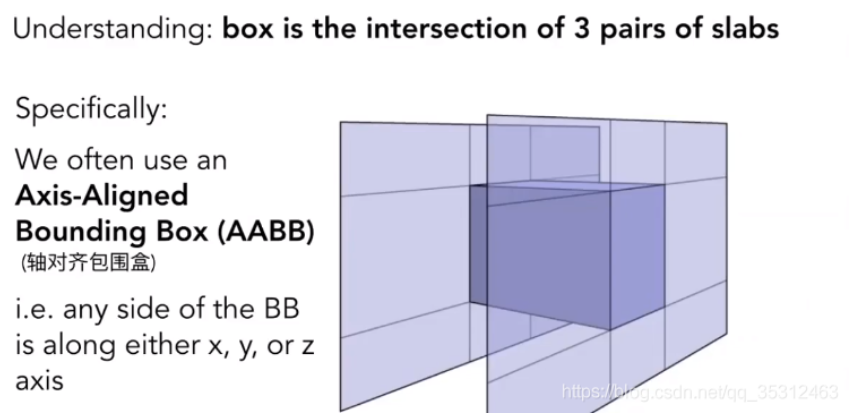 Understanding: box is the intersection of 3 pairs of slabs
Specifically:
We often use an
Axis-Aligned
Bounding Box (AABB)
(轴对齐包围盒)
i.e. any side of the BB
is along either x, y, or z
axis
https://blog.csdn.net/qq_35312463